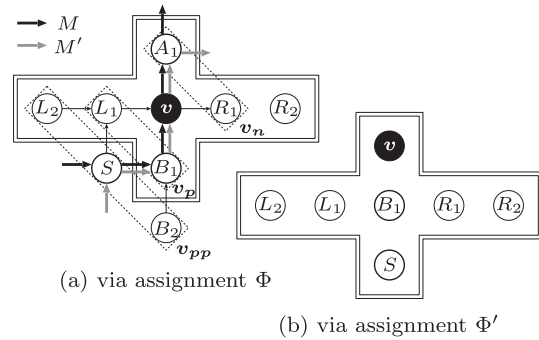 M
M′
A₁
L₂ L₁ v R₁ R₂
vₙ
S B₁
vₚ
B₂
vₚₚ
(a) via assignment Φ
v
L₂ L₁ B₁ R₁ R₂
S
(b) via assignment Φ′